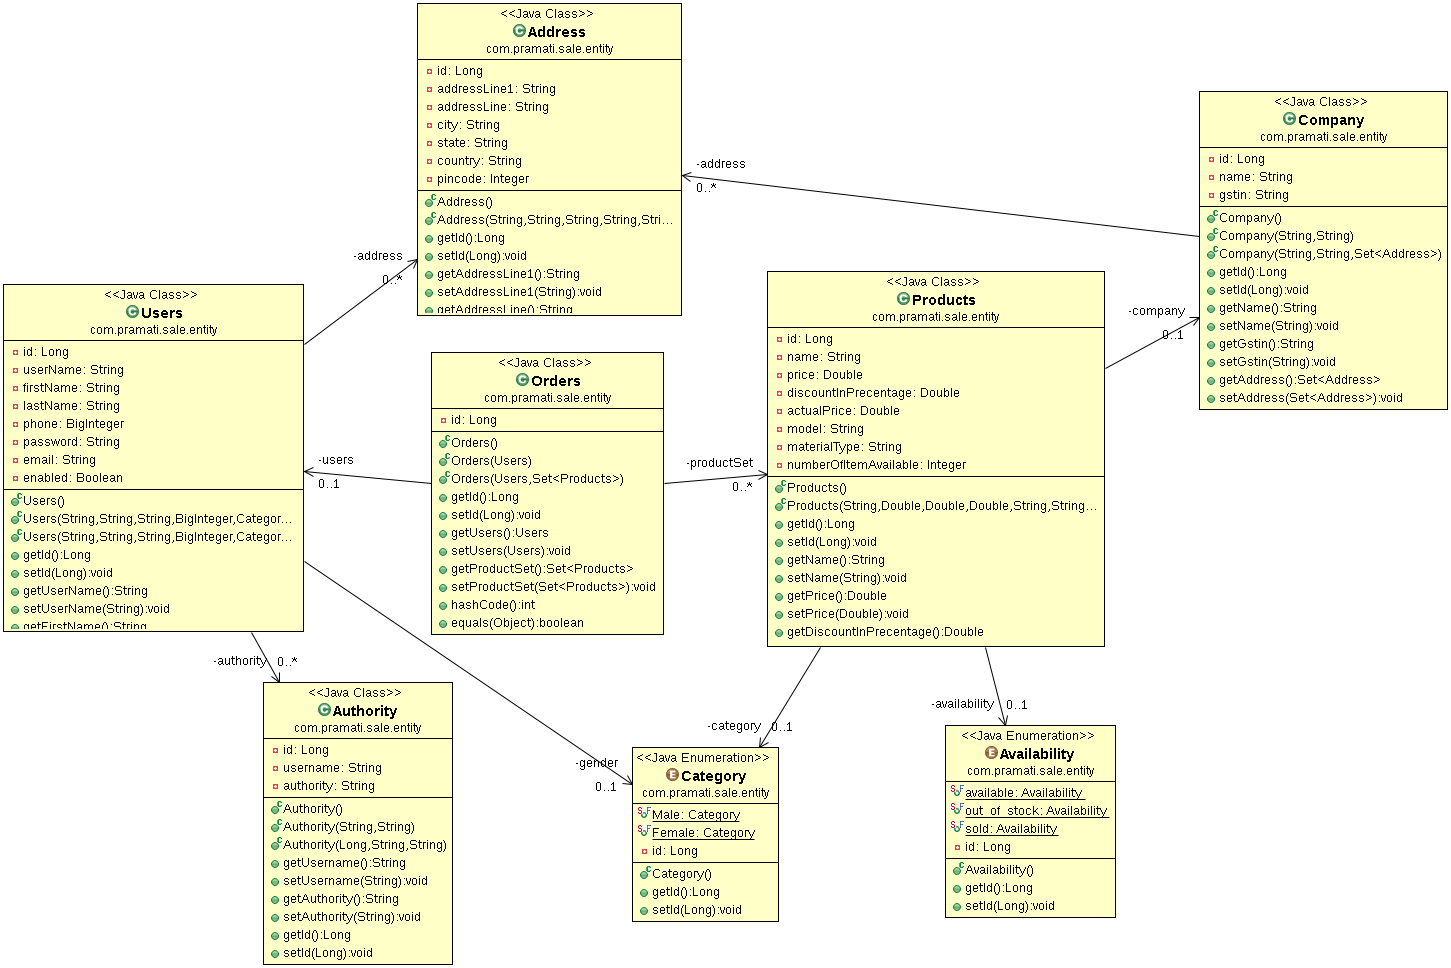 <<Java Class>>
Address
com.pramati.sale.entity
id: Long
addressLine1: String
addressLine: String
city: String
state: String
country: String
pincode: Integer
Address()
Address(String,String,String,String,Stri...
getId():Long
setId(Long):void
getAddressLine1():String
setAddressLine1(String):void
getAddressLine():String
<<Java Class>>
Company
com.pramati.sale.entity
id: Long
name: String
gstin: String
Company()
Company(String,String)
Company(String,String,Set<Address>)
getId():Long
setId(Long):void
getName():String
setName(String):void
getGstin():String
setGstin(String):void
getAddress():Set<Address>
setAddress(Set<Address>):void
-address
0..*
-address
0..*
<<Java Class>>
Users
com.pramati.sale.entity
id: Long
userName: String
firstName: String
lastName: String
phone: BigInteger
password: String
email: String
enabled: Boolean
Users()
Users(String,String,String,BigInteger,Categor...
Users(String,String,String,BigInteger,Categor...
getId():Long
setId(Long):void
getUserName():String
setUserName(String):void
getFirstName():String
<<Java Class>>
Orders
com.pramati.sale.entity
id: Long
Orders()
Orders(Users)
Orders(Users,Set<Products>)
getId():Long
setId(Long):void
getUsers():Users
setUsers(Users):void
getProductSet():Set<Products>
setProductSet(Set<Products>):void
hashCode():int
equals(Object):boolean
<<Java Class>>
Products
com.pramati.sale.entity
id: Long
name: String
price: Double
discountInPrecentage: Double
actualPrice: Double
model: String
materialType: String
numberOfItemAvailable: Integer
Products()
Products(String,Double,Double,Double,String,String...
getId():Long
setId(Long):void
getName():String
setName(String):void
getPrice():Double
setPrice(Double):void
getDiscountInPrecentage():Double
-company
0..1
-users
0..1
-productSet
0..*
-authority
0..*
-gender
0..1
-category
0..1
-availability
0..1
<<Java Class>>
Authority
com.pramati.sale.entity
id: Long
username: String
authority: String
Authority()
Authority(String,String)
Authority(Long,String,String)
getUsername():String
setUsername(String):void
getAuthority():String
setAuthority(String):void
getId():Long
setId(Long):void
<<Java Enumeration>>
Category
com.pramati.sale.entity
Male: Category
Female: Category
id: Long
Category()
getId():Long
setId(Long):void
<<Java Enumeration>>
Availability
com.pramati.sale.entity
available: Availability
out_of_stock: Availability
sold: Availability
id: Long
Availability()
getId():Long
setId(Long):void